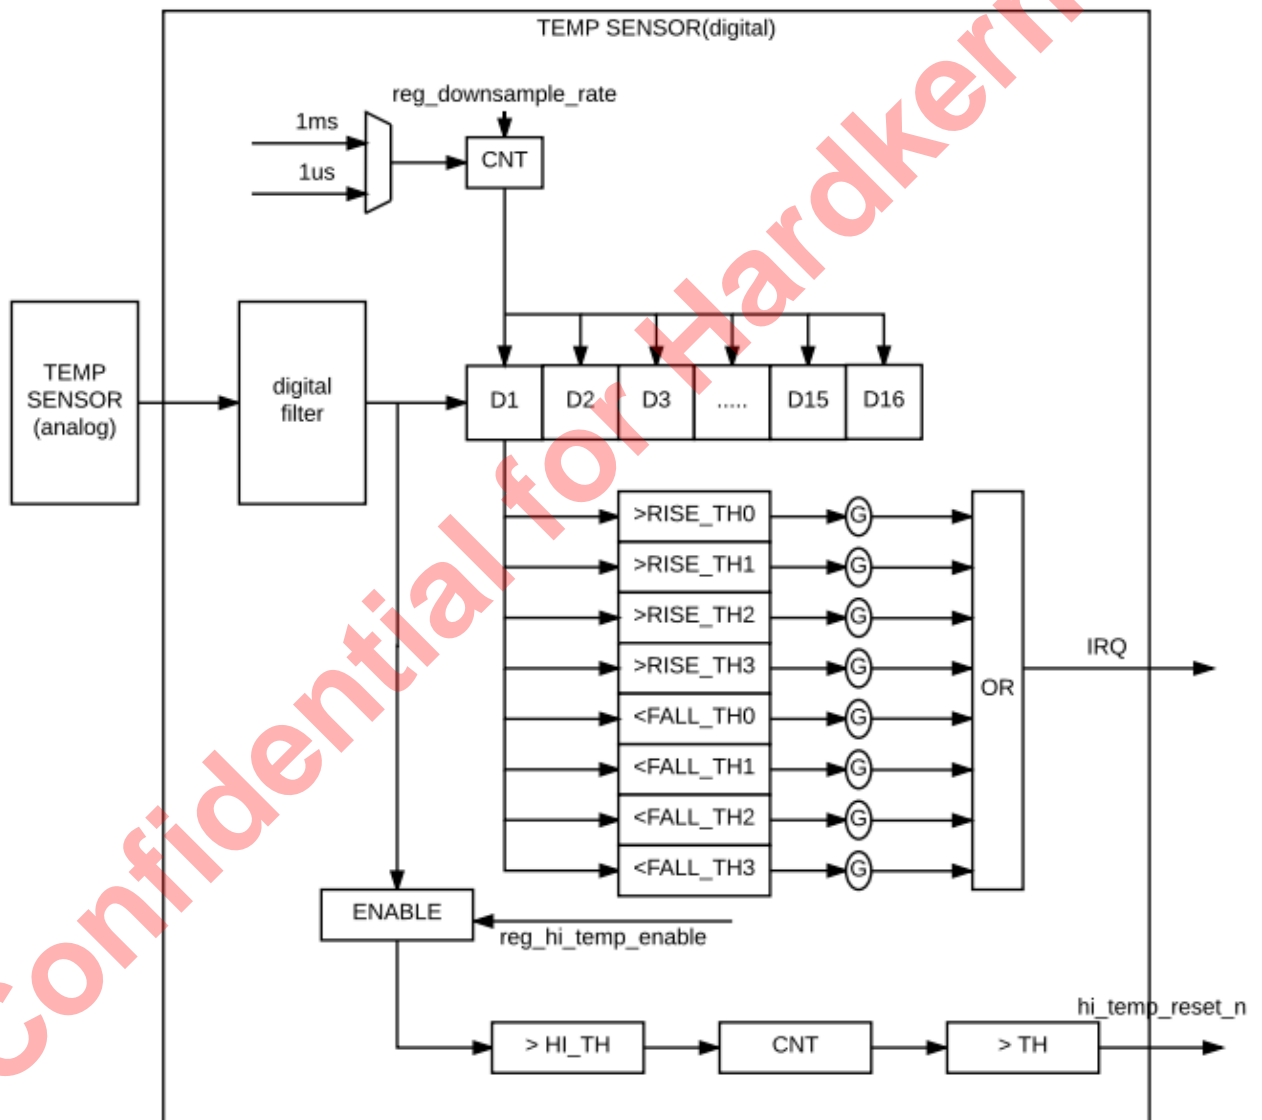 TEMP SENSOR(digital)
reg_downsample_rate
1ms
1us
CNT
TEMP
SENSOR
(analog)
digital
filter
D1
D2
D3
.....
D15
D16
>RISE_TH0
G
>RISE_TH1
G
>RISE_TH2
G
>RISE_TH3
G
<FALL_TH0
G
<FALL_TH1
G
<FALL_TH2
G
<FALL_TH3
G
OR
IRQ
ENABLE
reg_hi_temp_enable
hi_temp_reset_n
> HI_TH
CNT
> TH
Confidential for Hardkern